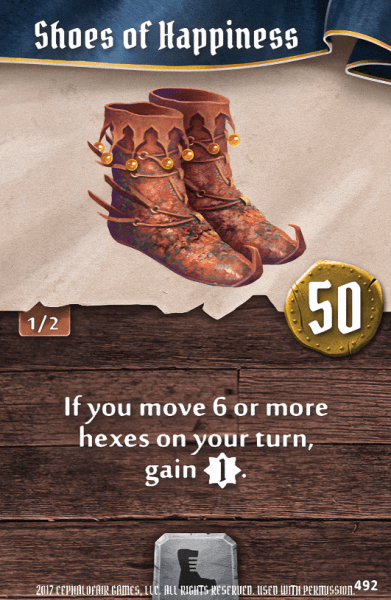 Shoes of Happiness
50
1/2
If you move 6 or more
hexes on your turn,
gain 1.
2017 CEPHALOFAIR GAMES, LLC. ALL RIGHTS RESERVED. USED WITH PERMISSION
492